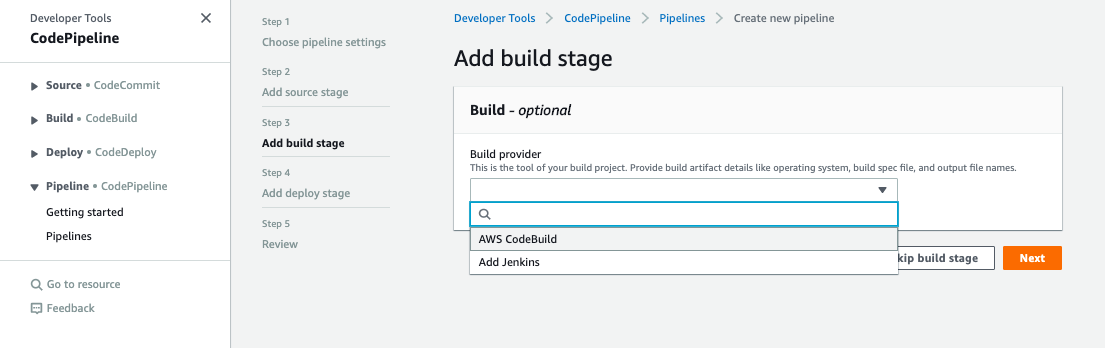 Developer Tools
CodePipeline
Source • CodeCommit
Build • CodeBuild
Deploy • CodeDeploy
Pipeline • CodePipeline
Getting started
Pipelines
Go to resource
Feedback
Step 1
Choose pipeline settings
Step 2
Add source stage
Step 3
Add build stage
Step 4
Add deploy stage
Step 5
Review
Developer Tools > CodePipeline > Pipelines > Create new pipeline
Add build stage
Build - optional
Build provider
This is the tool of your build project. Provide build artifact details like operating system, build spec file, and output file names.
AWS CodeBuild
Add Jenkins
kip build stage
Next